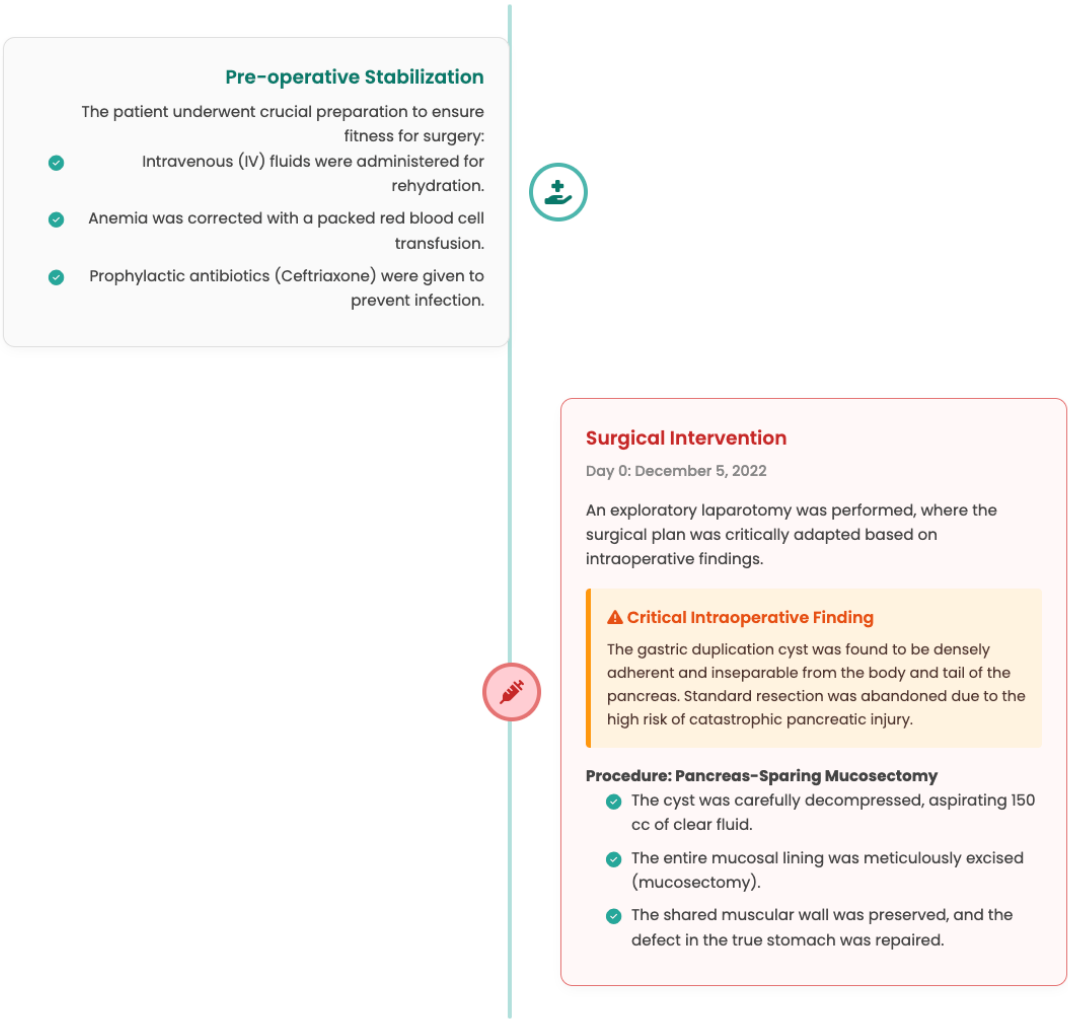 Pre-operative Stabilization
The patient underwent crucial preparation to ensure
fitness for surgery:
Intravenous (IV) fluids were administered for
rehydration.
Anemia was corrected with a packed red blood cell
transfusion.
Prophylactic antibiotics (Ceftriaxone) were given to
prevent infection.
Surgical Intervention
Day 0: December 5, 2022
An exploratory laparotomy was performed, where the
surgical plan was critically adapted based on
intraoperative findings.
Critical Intraoperative Finding
The gastric duplication cyst was found to be densely
adherent and inseparable from the body and tail of the
pancreas. Standard resection was abandoned due to the
high risk of catastrophic pancreatic injury.
Procedure: Pancreas-Sparing Mucosectomy
The cyst was carefully decompressed, aspirating 150
cc of clear fluid.
The entire mucosal lining was meticulously excised
(mucosectomy).
The shared muscular wall was preserved, and the
defect in the true stomach was repaired.